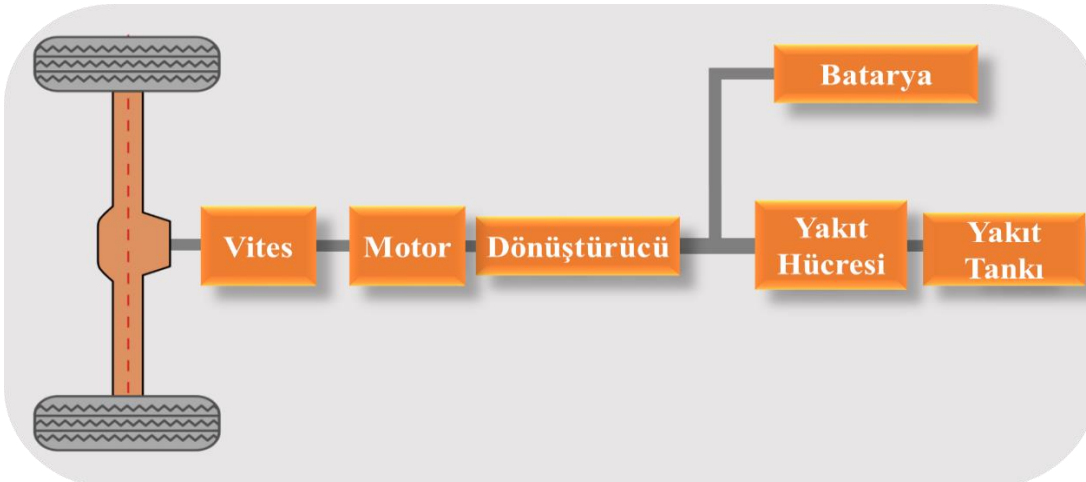 Batarya
Vites
Motor
Dönüştürücü
Yakıt
Hücresi
Yakıt
Tankı